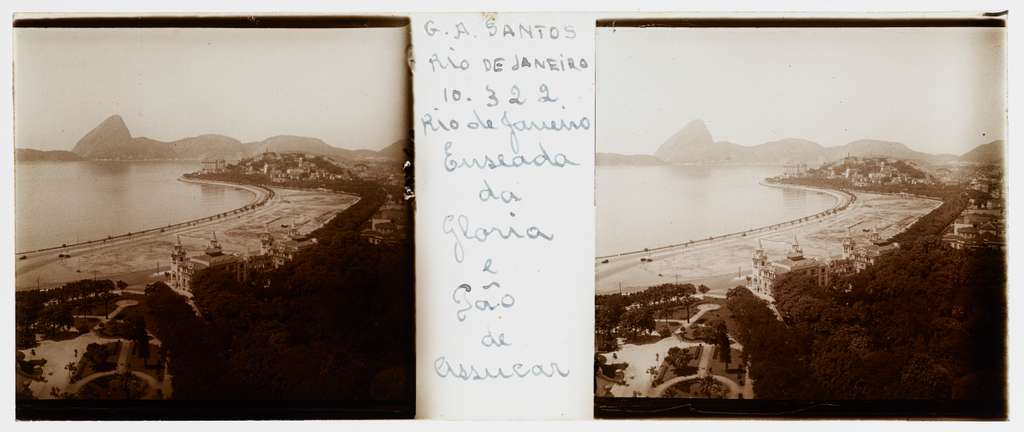 G. A. SANTOS
Rio DE JANEIRO
10. 322
Rio de Janeiro
Enseada
da
Gloria
e
Pão
de
Assucar